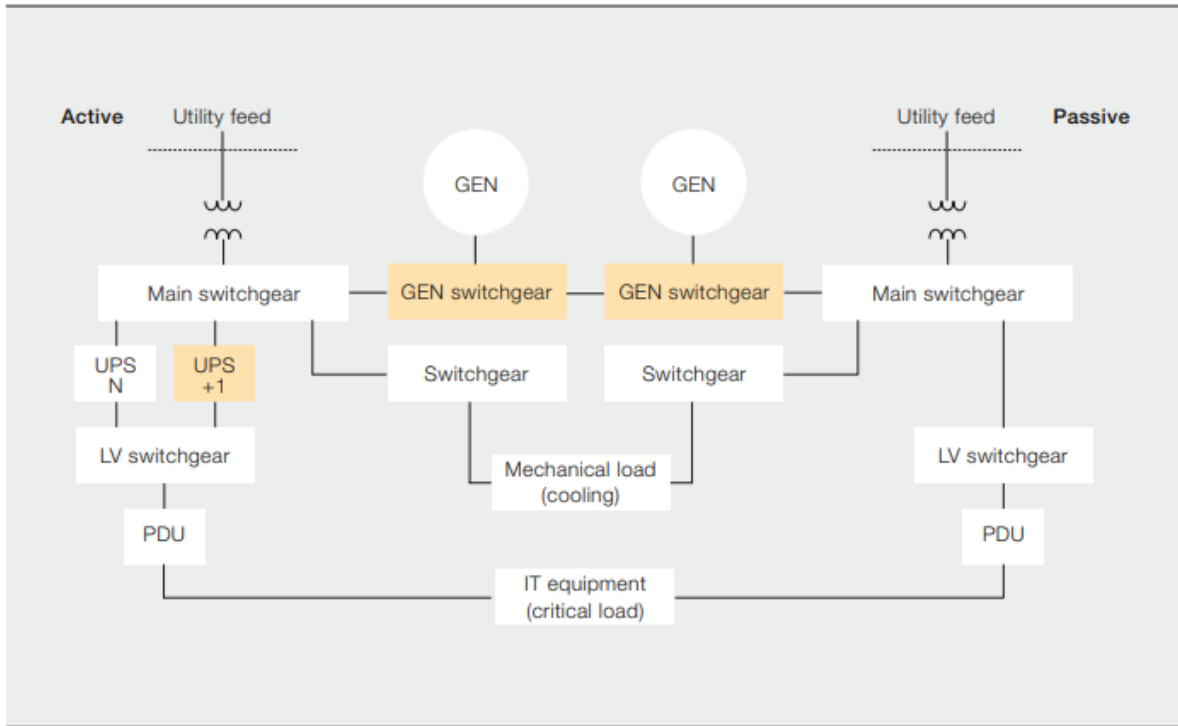 Active
Utility feed
Utility feed
Passive
GEN
GEN
Main switchgear
GEN switchgear
GEN switchgear
Main switchgear
UPS
N
UPS
+1
Switchgear
Switchgear
LV switchgear
LV switchgear
Mechanical load
(cooling)
PDU
PDU
IT equipment
(critical load)